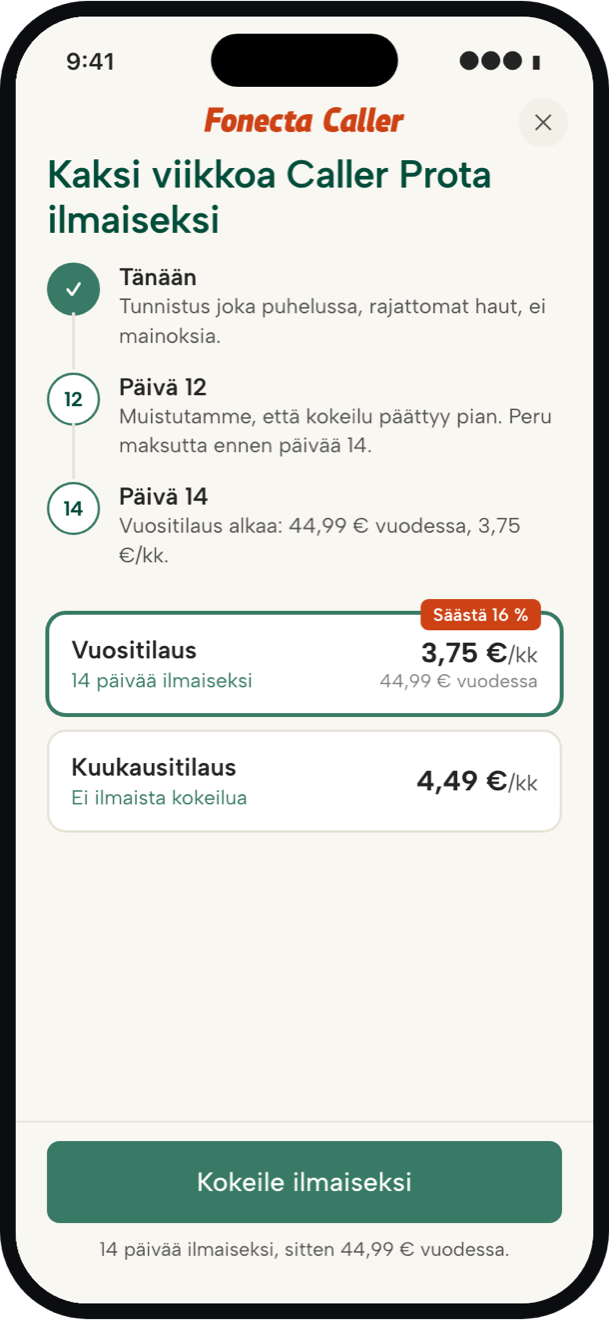 9:41
Fonecta Caller
Kaksi viikkoa Caller Prota
ilmaiseksi
Tänään
Tunnistus joka puhelussa, rajattomat haut, ei
mainoksia.
12
Päivä 12
Muistutamme, että kokeilu päättyy pian. Peru
maksutta ennen päivää 14.
14
Päivä 14
Vuositilaus alkaa: 44,99 € vuodessa, 3,75
€/kk.
Säästä 16 %
Vuositilaus
3,75 €/kk
14 päivää ilmaiseksi
44,99 € vuodessa
Kuukausitilaus
4,49 €/kk
Ei ilmaista kokeilua
Kokeile ilmaiseksi
14 päivää ilmaiseksi, sitten 44,99 € vuodessa.